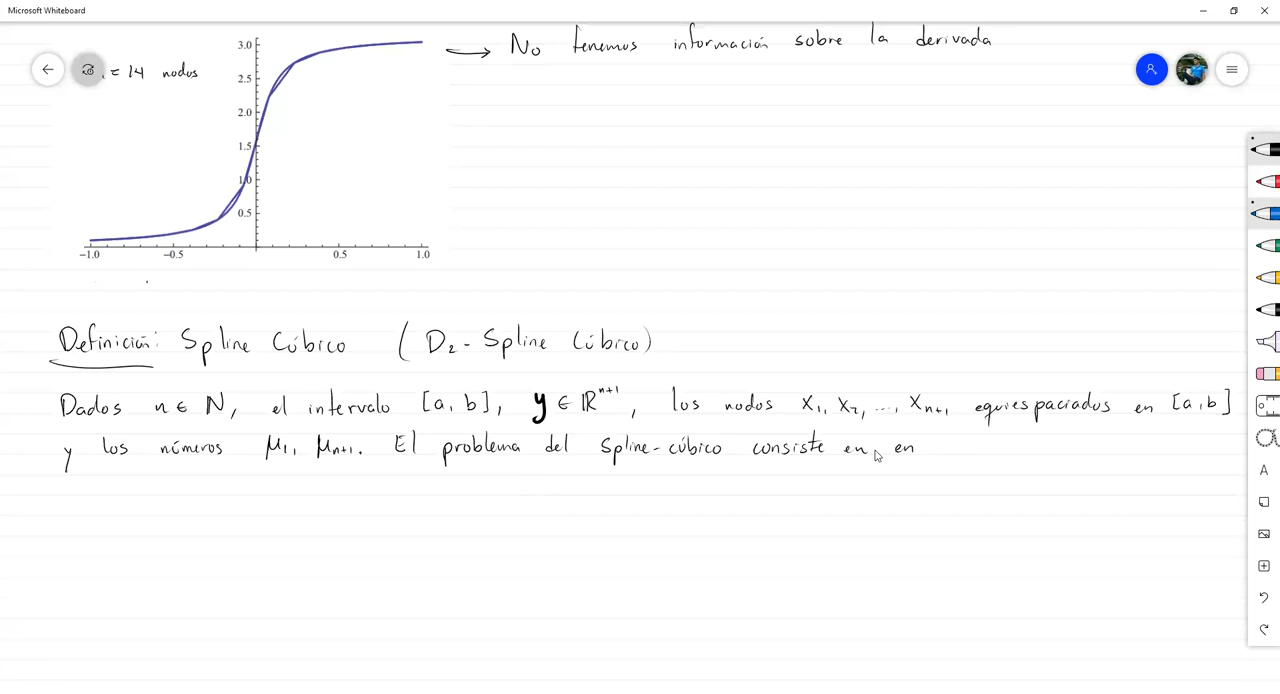 Microsoft Whiteboard
No tenemos información sobre la derivada
= 14 nodos
3.0
2.5
2.0
1.5
1.0
0.5
−1.0 −0.5 0.5 1.0
Definición: Spline Cúbico (D₂ - Spline Cúbico)
Dados n ∈ ℕ, el intervalo [a, b], y ∈ ℝⁿ⁺¹, los nodos x₁, x₂, ..., xₙ₊₁ equiespaciados en [a, b]
y los números μ₁, μₙ₊₁. El problema del Spline-cúbico consiste en en
A